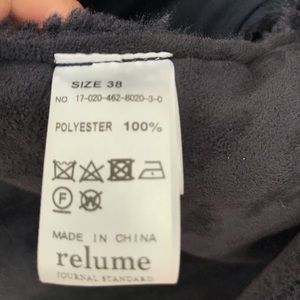 SIZE 38
NO. 17-020-462-8020-3-0
POLYESTER 100%
F W
MADE IN CHINA
relume
JOURNAL STANDARD